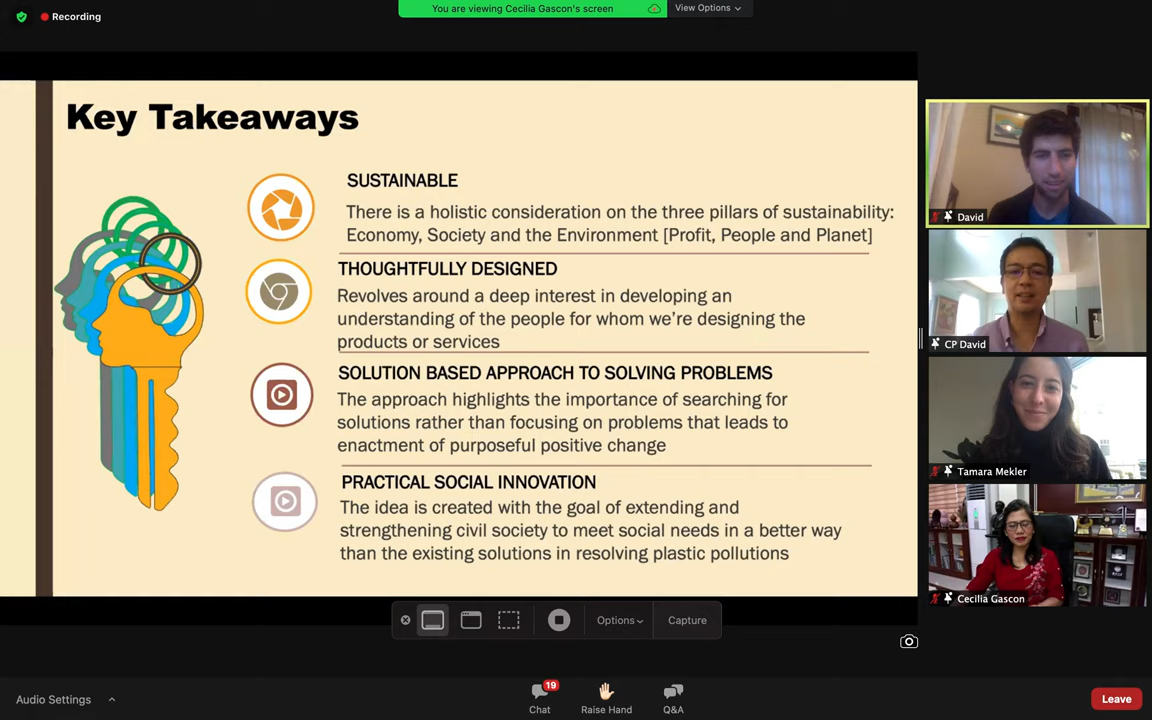 Recording
You are viewing Cecilia Gascon's screen
View Options
Key Takeaways
SUSTAINABLE
There is a holistic consideration on the three pillars of sustainability:
Economy, Society and the Environment [Profit, People and Planet]
THOUGHTFULLY DESIGNED
Revolves around a deep interest in developing an
understanding of the people for whom we're designing the
products or services
SOLUTION BASED APPROACH TO SOLVING PROBLEMS
The approach highlights the importance of searching for
solutions rather than focusing on problems that leads to
enactment of purposeful positive change
PRACTICAL SOCIAL INNOVATION
The idea is created with the goal of extending and
strengthening civil society to meet social needs in a better way
than the existing solutions in resolving plastic pollutions
David
CP David
Tamara Mekler
Cecilia Gascon
Options
Capture
Audio Settings
19
Chat
Raise Hand
Q&A
Leave